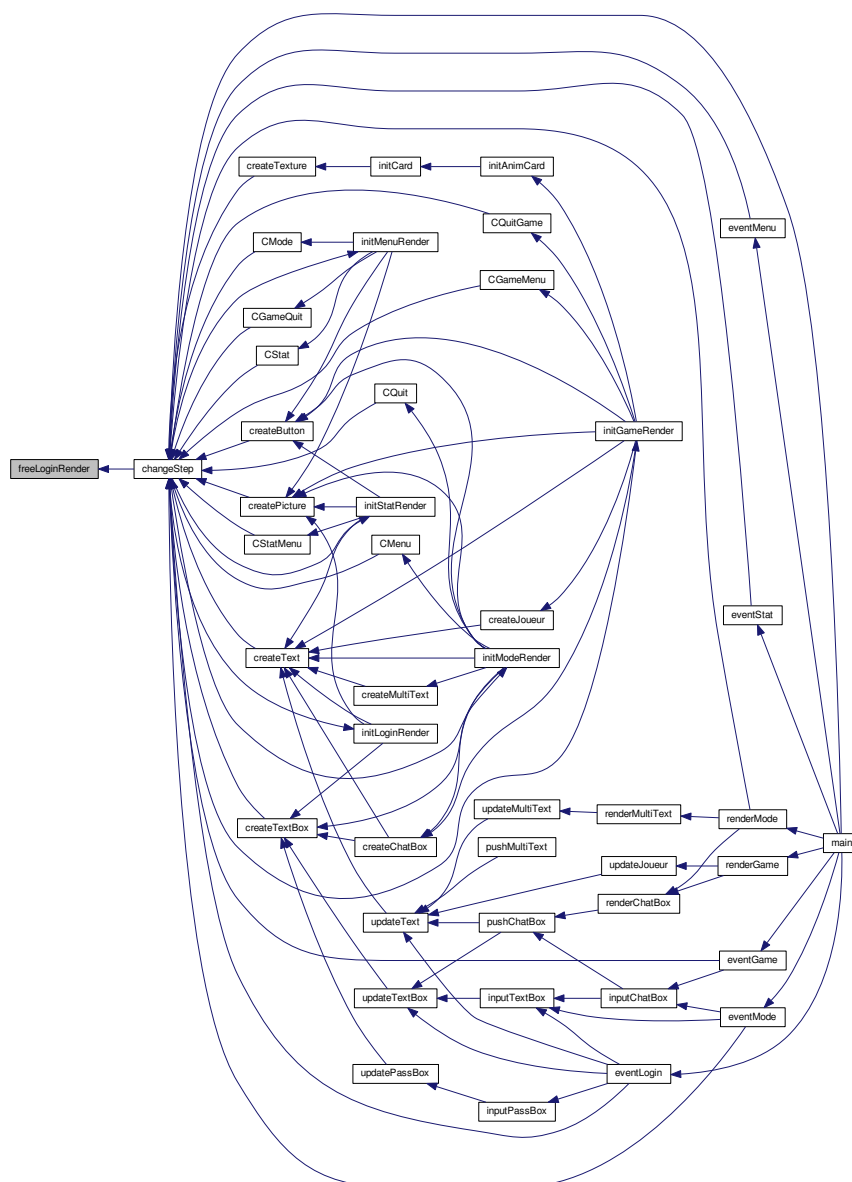 createTexture
initCard
initAnimCard
CQuitGame
eventMenu
CMode
initMenuRender
CGameMenu
CGameQuit
CStat
CQuit
createButton
initGameRender
freeLoginRender
changeStep
createPicture
initStatRender
CStatMenu
CMenu
eventStat
createJoueur
createText
initModeRender
createMultiText
initLoginRender
updateMultiText
renderMultiText
renderMode
createTextBox
main
createChatBox
pushMultiText
updateJoueur
renderGame
renderChatBox
updateText
pushChatBox
eventGame
updateTextBox
inputTextBox
inputChatBox
eventMode
updatePassBox
eventLogin
inputPassBox